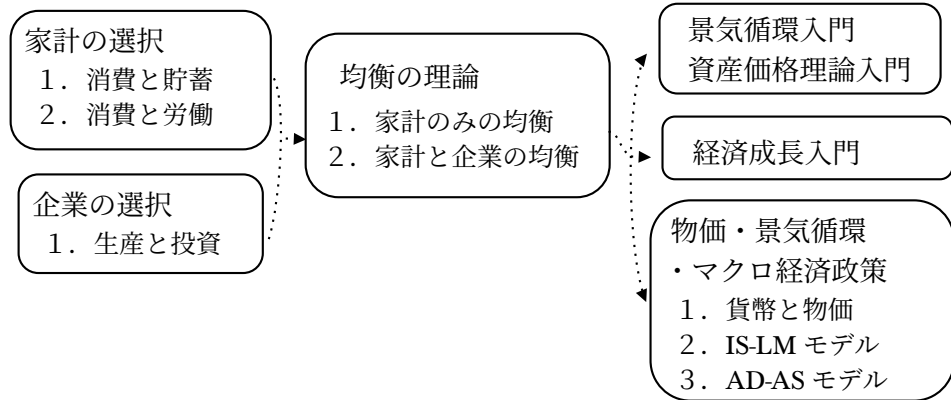 家計の選択
１．消費と貯蓄
２．消費と労働
企業の選択
１．生産と投資
均衡の理論
１．家計のみの均衡
２．家計と企業の均衡
景気循環入門
資産価格理論入門
経済成長入門
物価・景気循環
・マクロ経済政策
１．貨幣と物価
２．IS-LM モデル
３．AD-AS モデル